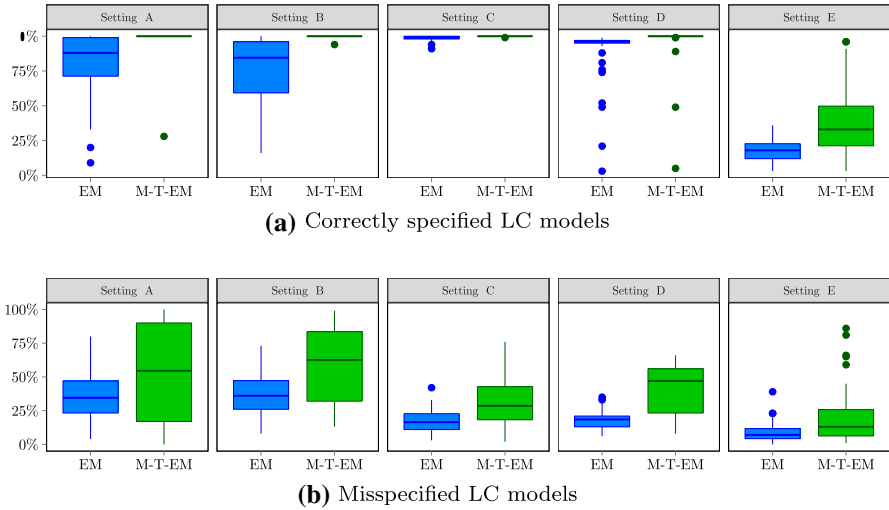 Setting A Setting B Setting C Setting D Setting E
0%
75%
50%
25%
0%
EM M-T-EM EM M-T-EM EM M-T-EM EM M-T-EM EM M-T-EM
(a) Correctly specified LC models
Setting A Setting B Setting C Setting D Setting E
100%
75%
50%
25%
0%
EM M-T-EM EM M-T-EM EM M-T-EM EM M-T-EM EM M-T-EM
(b) Misspecified LC models